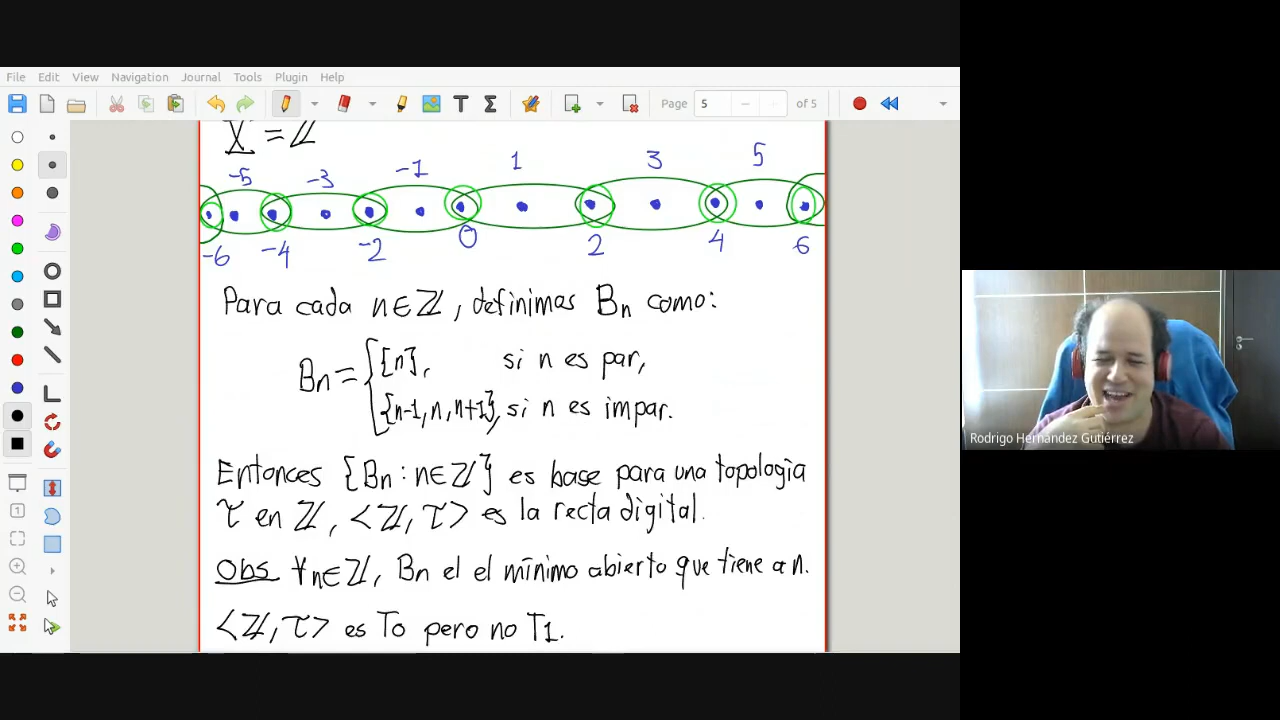 File Edit View Navigation Journal Tools Plugin Help
Page 5 of 5
X = ℤ
-5 -3 -1 1 3 5
-6 -4 -2 0 2 4 6
Para cada n∈ℤ, definimos Bn como:
Bn = { {n}, si n es par,
{n-1, n, n+1}, si n es impar.
Entonces {Bn : n∈ℤ} es base para una topología
τ en ℤ, <ℤ, τ> es la recta digital.
Obs ∀n∈ℤ, Bn el el mínimo abierto que tiene a n.
<ℤ, τ> es T0 pero no T1.
Rodrigo Hernández Gutiérrez